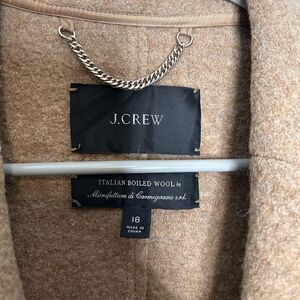 J.CREW
ITALIAN BOILED WOOL by
Manifattura di Carmignano s.r.l.
18
MADE IN
CHINA